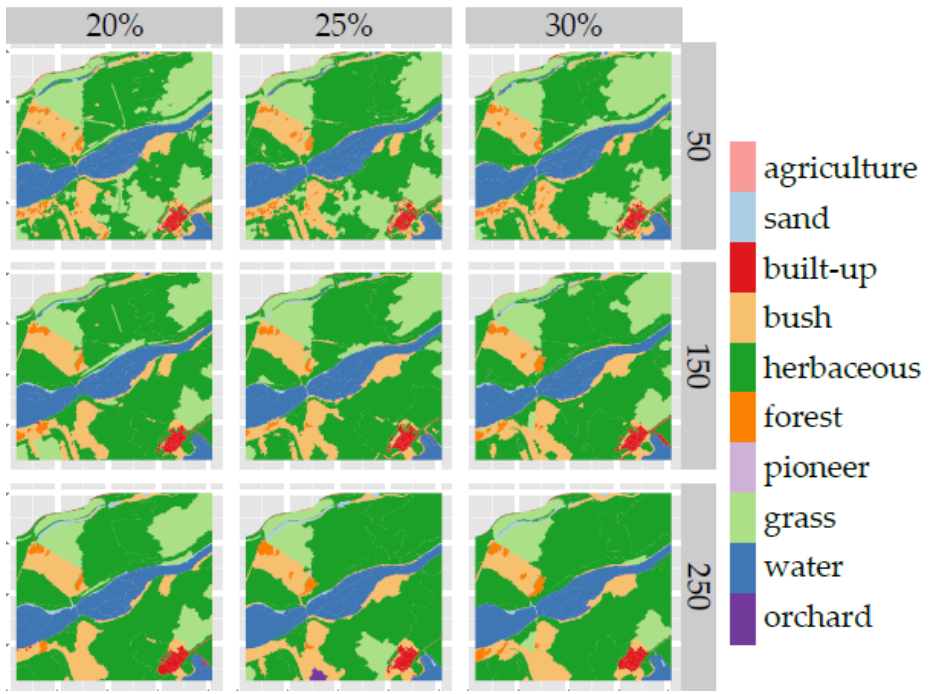 20%
25%
30%
50
150
250
agriculture
sand
built-up
bush
herbaceous
forest
pioneer
grass
water
orchard